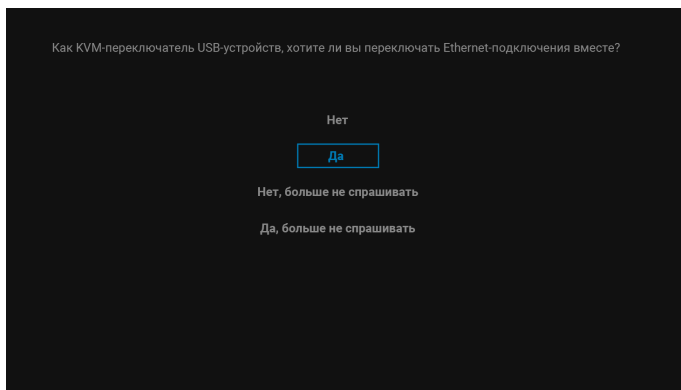 Как KVM-переключатель USB-устройств, хотите ли вы переключать Ethernet-подключения вместе?
Нет
Да
Нет, больше не спрашивать
Да, больше не спрашивать